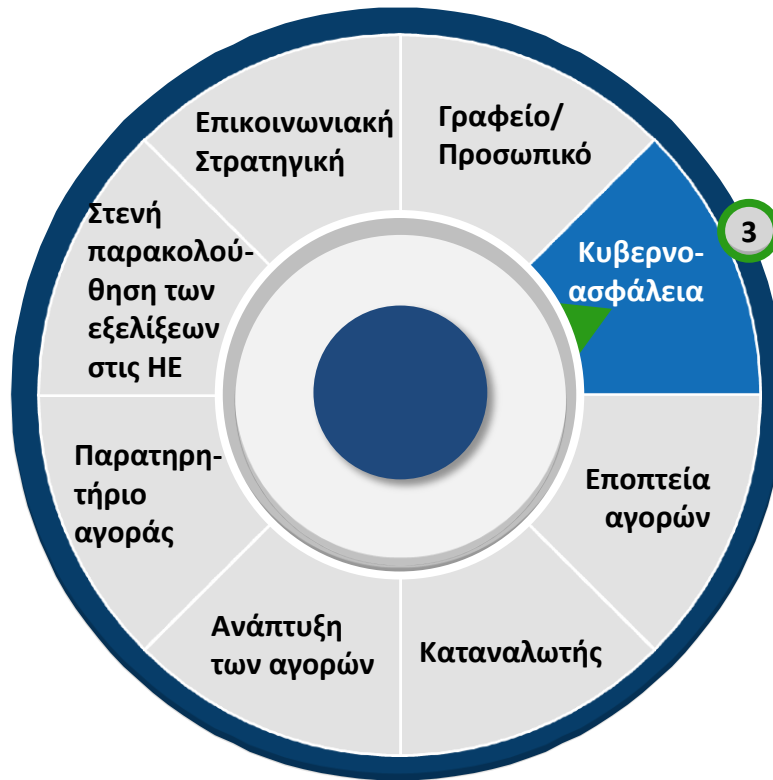 Επικοινωνιακή
Στρατηγική
Γραφείο/
Προσωπικό
3
Κυβερνο-
ασφάλεια
Στενή
παρακολού-
θηση των
εξελίξεων
στις ΗΕ
Παρατηρη-
τήριο
αγοράς
Εποπτεία
αγορών
Ανάπτυξη
των αγορών
Καταναλωτής